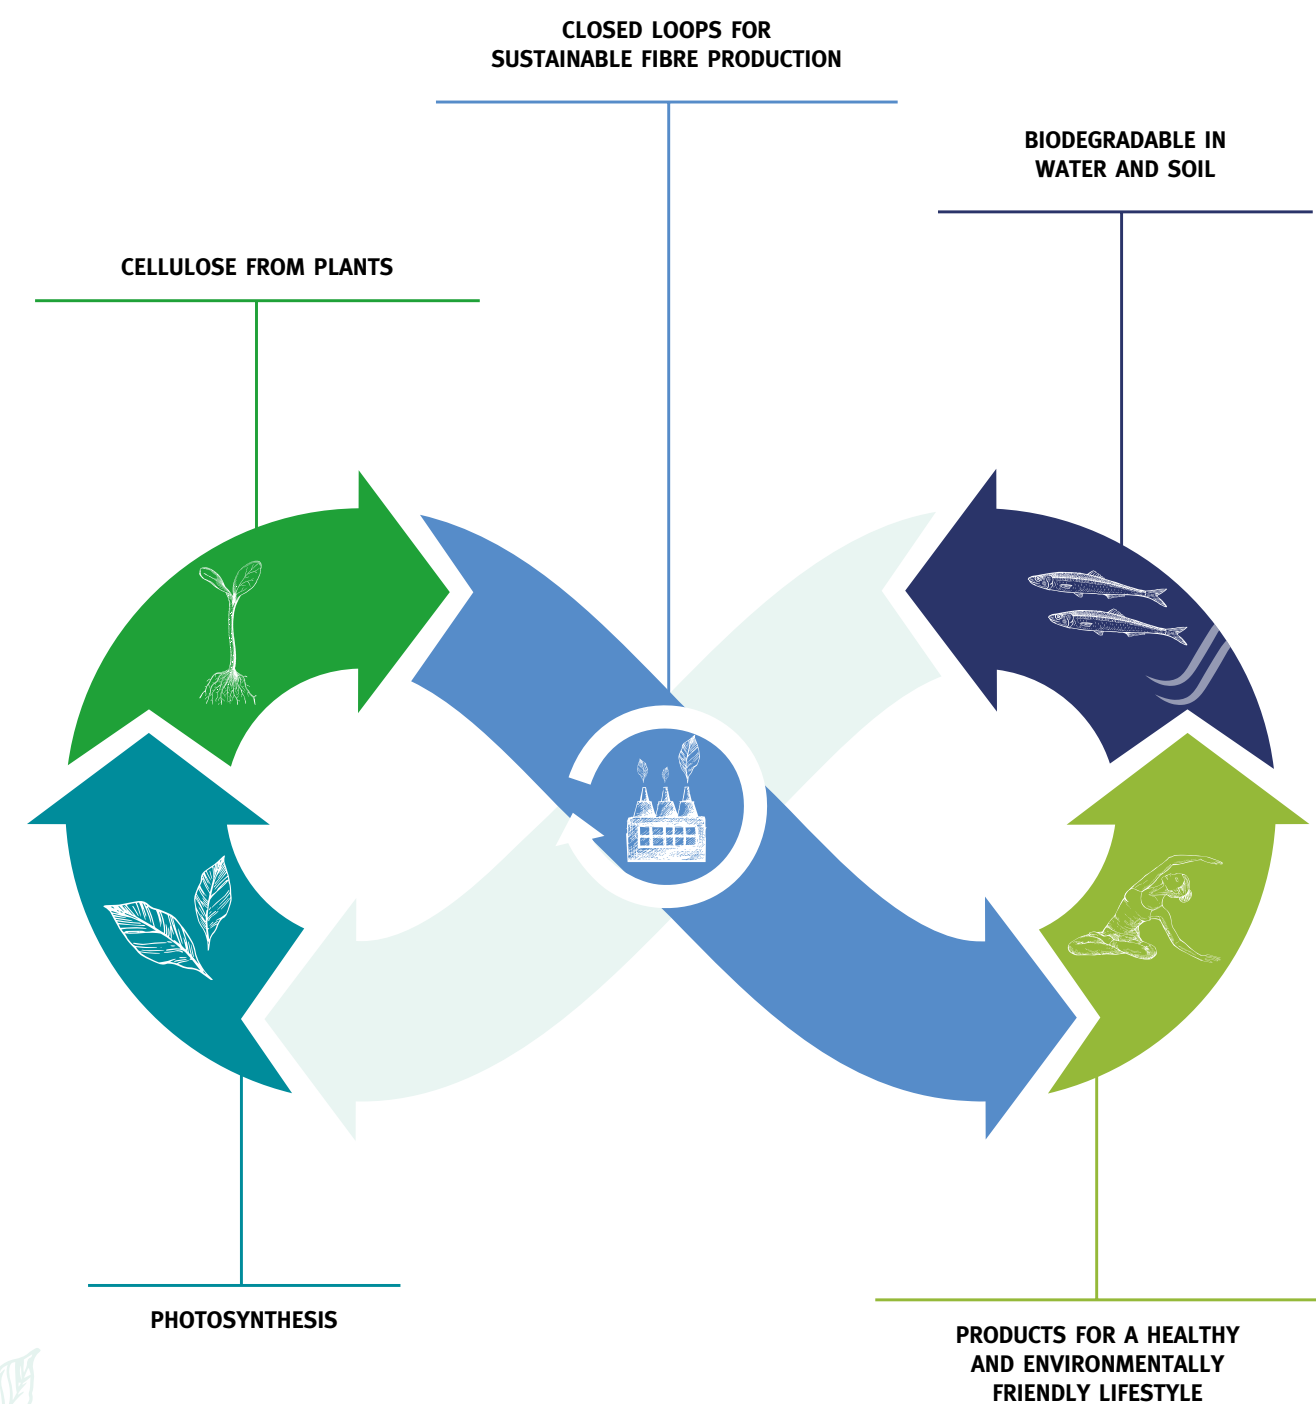 CLOSED LOOPS FOR
SUSTAINABLE FIBRE PRODUCTION
BIODEGRADABLE IN
WATER AND SOIL
CELLULOSE FROM PLANTS
PHOTOSYNTHESIS
PRODUCTS FOR A HEALTHY
AND ENVIRONMENTALLY
FRIENDLY LIFESTYLE